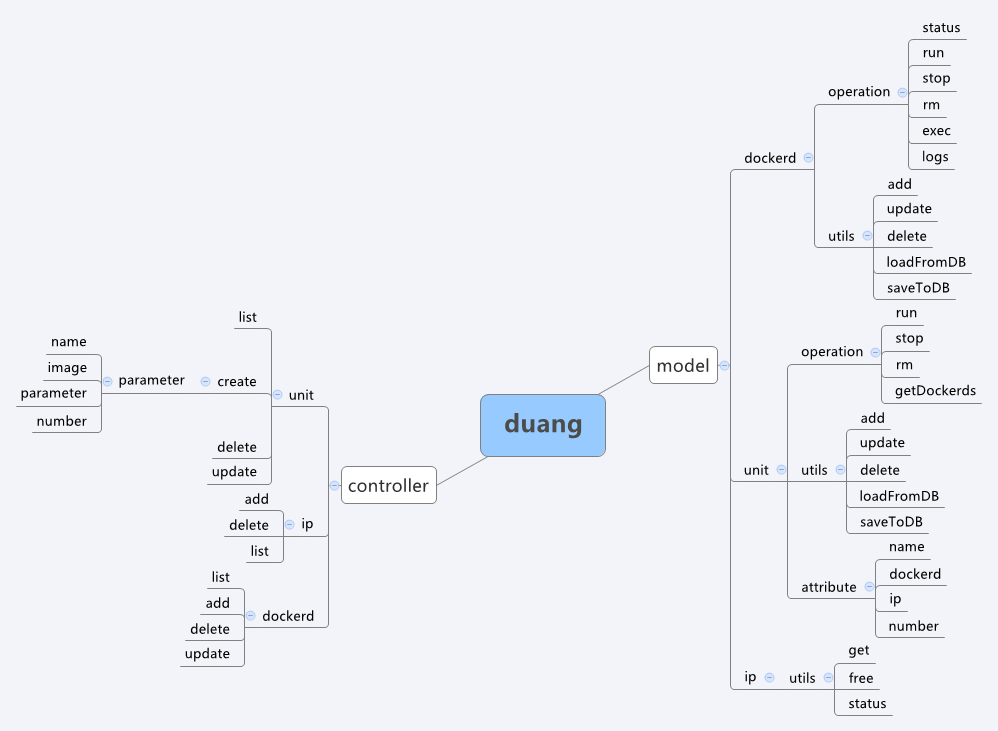 duang
model
dockerd
operation
status
run
stop
rm
exec
logs
utils
add
update
delete
loadFromDB
saveToDB
unit
operation
run
stop
rm
getDockerds
utils
add
update
delete
loadFromDB
saveToDB
attribute
name
dockerd
ip
number
ip
utils
get
free
status
controller
unit
list
create
parameter
name
image
parameter
number
delete
update
ip
add
delete
list
dockerd
list
add
delete
update